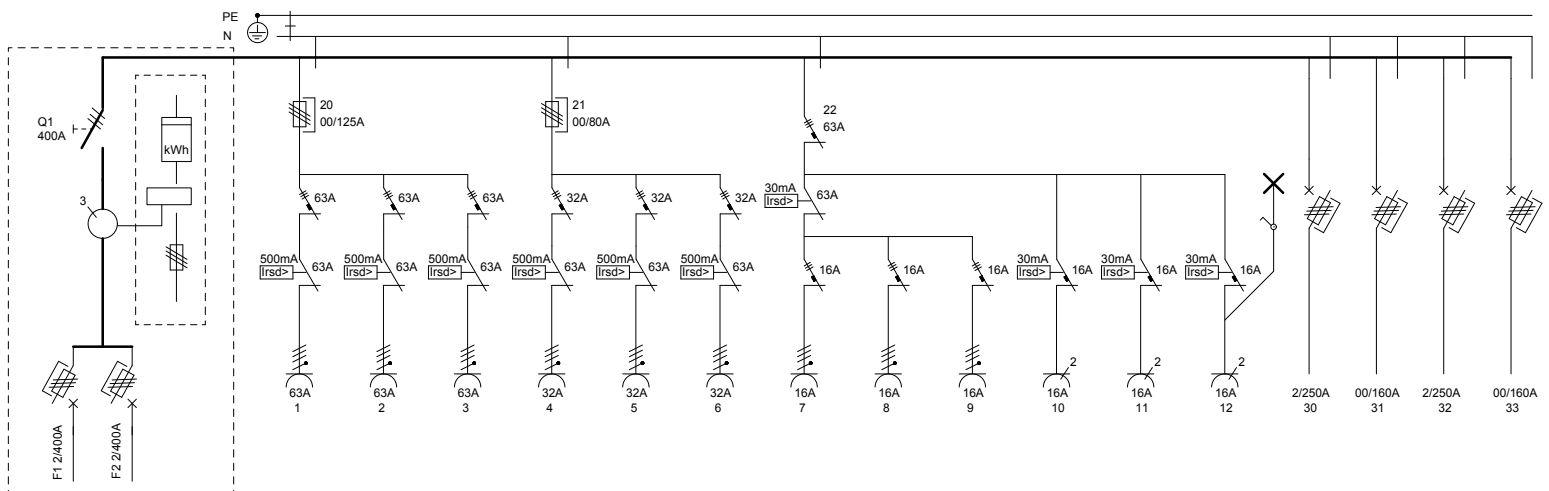 PE
N
Q1
400A
kWh
3
F1 2/400A
F2 2/400A
20
00/125A
21
00/80A
22
63A
63A
63A
63A
32A
32A
32A
30mA
Irsd>
63A
500mA
Irsd>
63A
500mA
Irsd>
63A
500mA
Irsd>
63A
500mA
Irsd>
63A
500mA
Irsd>
63A
500mA
Irsd>
63A
16A
16A
16A
30mA
Irsd>
16A
30mA
Irsd>
16A
30mA
Irsd>
16A
2
2
2
63A
1
63A
2
63A
3
32A
4
32A
5
32A
6
16A
7
16A
8
16A
9
16A
10
16A
11
16A
12
2/250A
30
00/160A
31
2/250A
32
00/160A
33